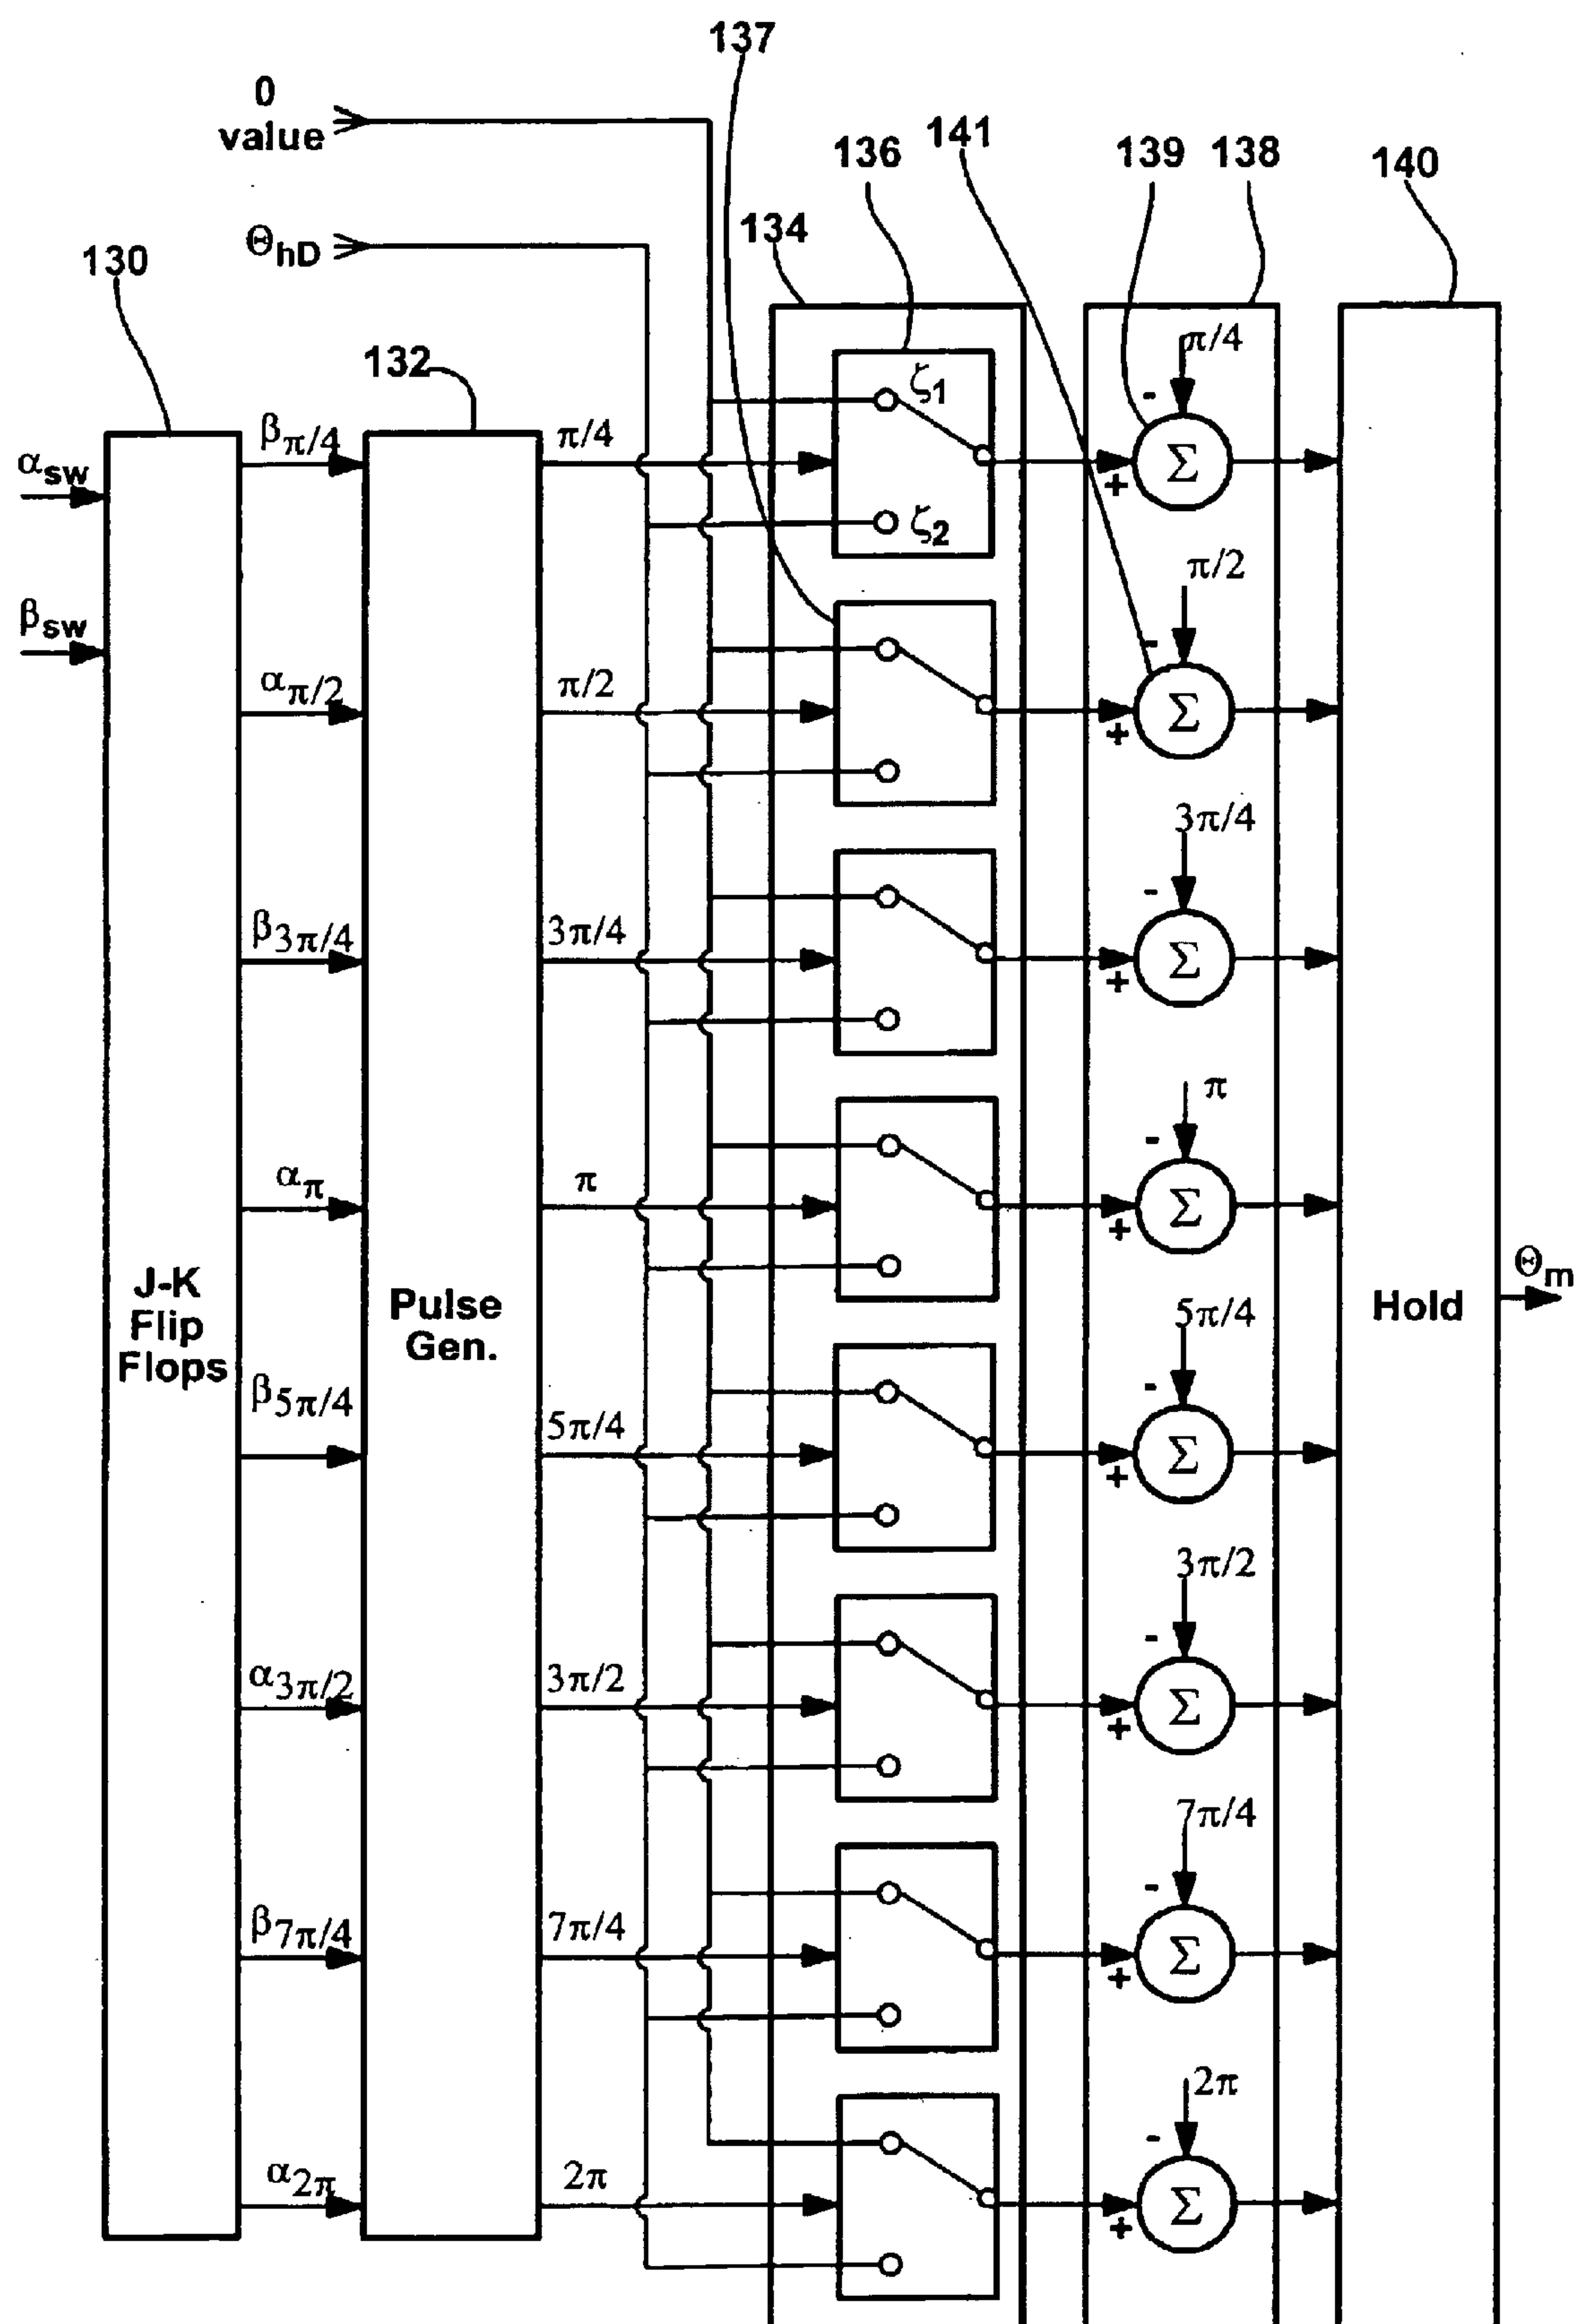 137
0
value
141
136
139 138
140
134
Θ_hD
130
132
π/4
ζ₁
β_π/4
π/4
α_sw
-
Σ
+
ζ₂
π/2
β_sw
-
α_π/2
π/2
Σ
+
3π/4
-
β_3π/4
3π/4
Σ
+
π
-
α_π
π
Σ
+
J-K
Flip
Flops
Pulse
Gen.
Hold
Θ_m
5π/4
-
β_5π/4
5π/4
Σ
+
3π/2
-
α_3π/2
3π/2
Σ
+
7π/4
-
β_7π/4
7π/4
Σ
+
2π
-
α_2π
2π
Σ
+